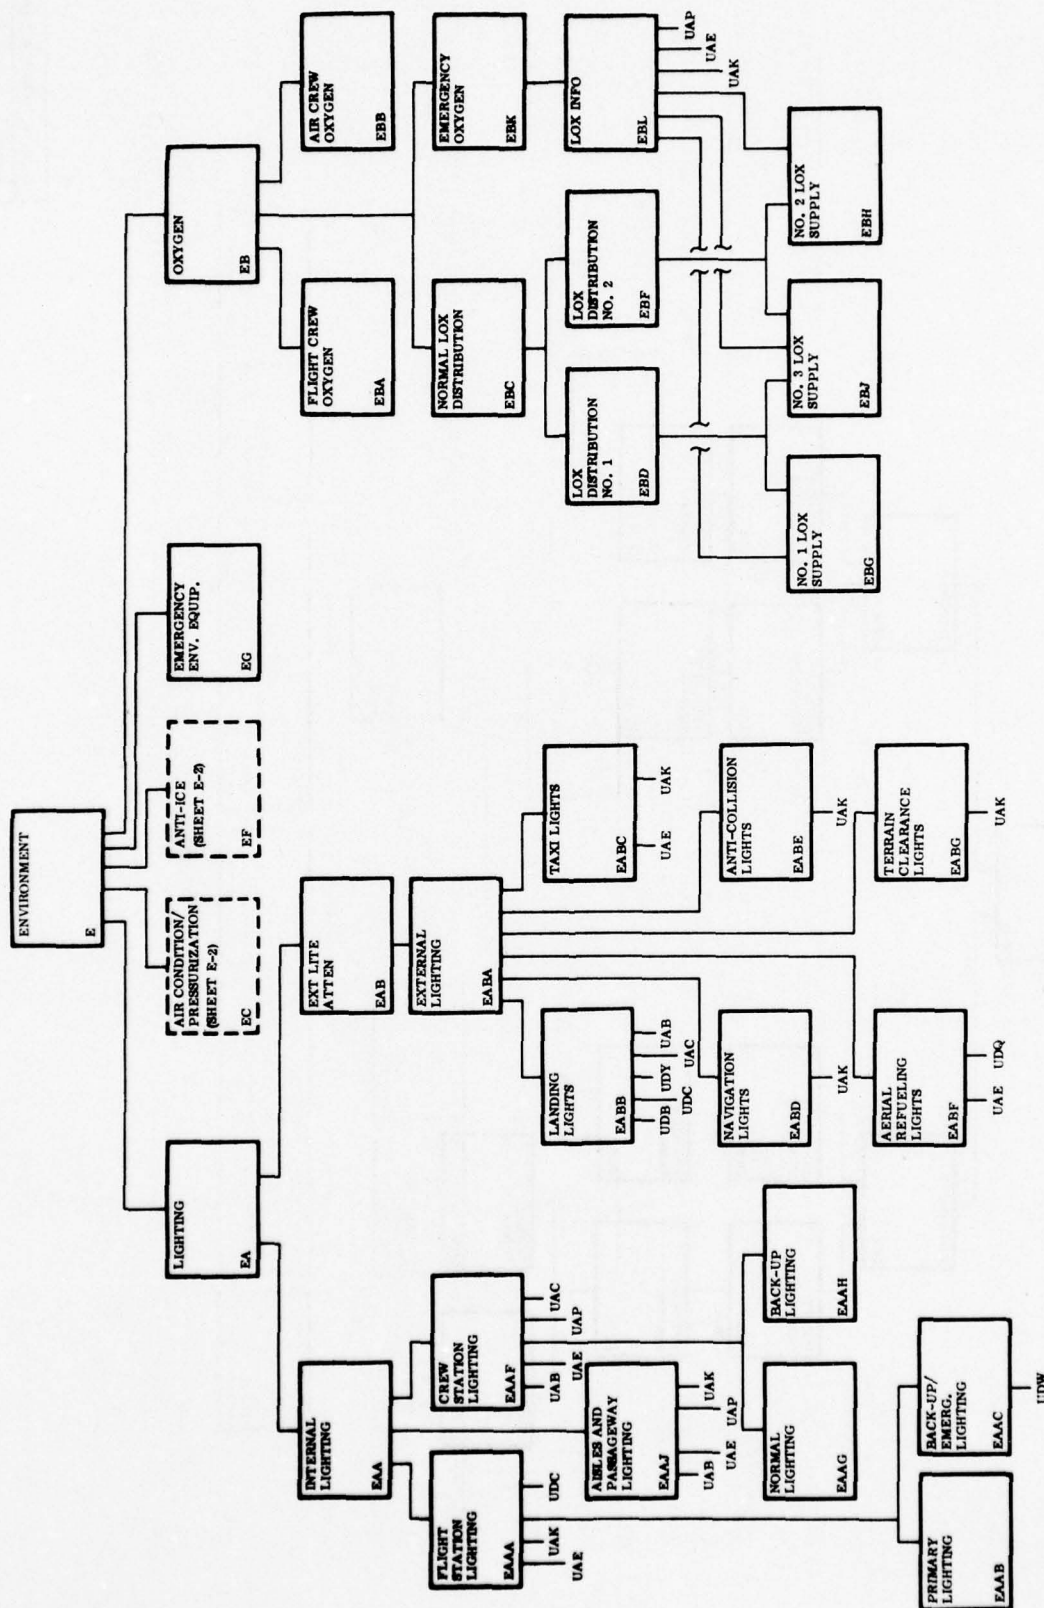 ENVIRONMENT
E
LIGHTING
EA
AIR CONDITION/
PRESSURIZATION
(SHEET E-2)
EC
ANTI-ICE
(SHEET E-2)
EF
EMERGENCY
ENV. EQUIP.
EG
OXYGEN
EB
INTERNAL
LIGHTING
EAA
EXT LITE
ATTEN
EAB
FLIGHT CREW
OXYGEN
EBA
AIR CREW
OXYGEN
EBB
FLIGHT
STATION
LIGHTING
EAAA
UAE
UAK
UDC
CREW
STATION
LIGHTING
EAAF
UAB
UAE
UAP
UAC
EXTERNAL
LIGHTING
EABA
NORMAL LOX
DISTRIBUTION
EBC
EMERGENCY
OXYGEN
EBK
AISLES AND
PASSAGEWAY
LIGHTING
EAAJ
UAB
UAE
UAP
UAK
LANDING
LIGHTS
EABB
UDB
UDC
UDY
UAC
UAB
TAXI LIGHTS
EABC
UAE
UAK
LOX
DISTRIBUTION
NO. 1
EBD
LOX
DISTRIBUTION
NO. 2
EBF
LOX INFO
EBL
UAK
UAE
UAP
NORMAL
LIGHTING
EAAG
BACK-UP
LIGHTING
EAAH
NAVIGATION
LIGHTS
EABD
UAK
ANTI-COLLISION
LIGHTS
EABE
UAK
NO. 1 LOX
SUPPLY
EBG
NO. 3 LOX
SUPPLY
EBJ
NO. 2 LOX
SUPPLY
EBH
PRIMARY
LIGHTING
EAAB
BACK-UP/
EMERG.
LIGHTING
EAAC
UDW
AERIAL
REFUELING
LIGHTS
EABF
UAE
UDQ
TERRAIN
CLEARANCE
LIGHTS
EABG
UAK